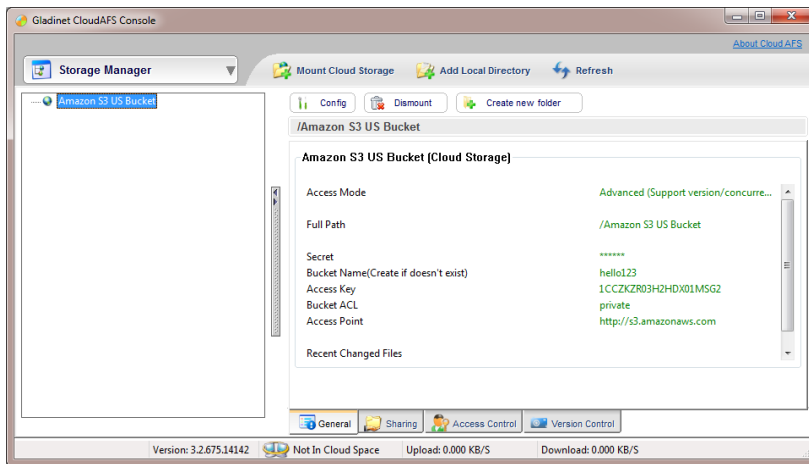 Gladinet CloudAFS Console
About Cloud AFS
Storage Manager
Mount Cloud Storage
Add Local Directory
Refresh
Amazon S3 US Bucket
Config
Dismount
Create new folder
/Amazon S3 US Bucket
Amazon S3 US Bucket (Cloud Storage)
Access Mode Advanced (Support version/concurre...
Full Path /Amazon S3 US Bucket
Secret ******
Bucket Name(Create if doesn't exist) hello123
Access Key 1CCZKZR03H2HDX01MSG2
Bucket ACL private
Access Point http://s3.amazonaws.com
Recent Changed Files
General Sharing Access Control Version Control
Version: 3.2.675.14142 Not In Cloud Space Upload: 0.000 KB/S Download: 0.000 KB/S